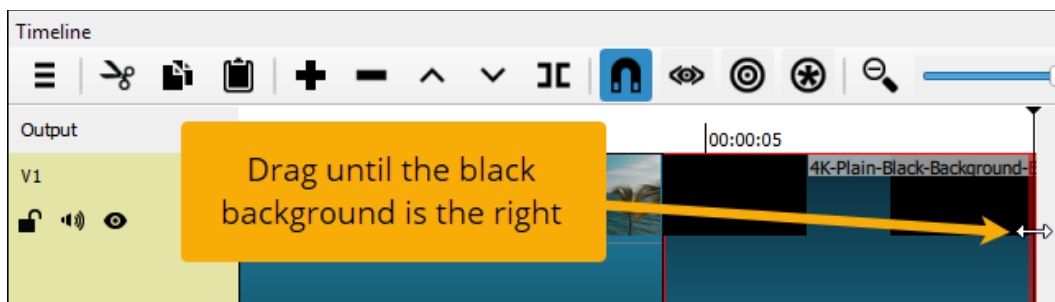 Timeline
Output
00:00:05
V1
4K-Plain-Black-Background-
Drag until the black
background is the right